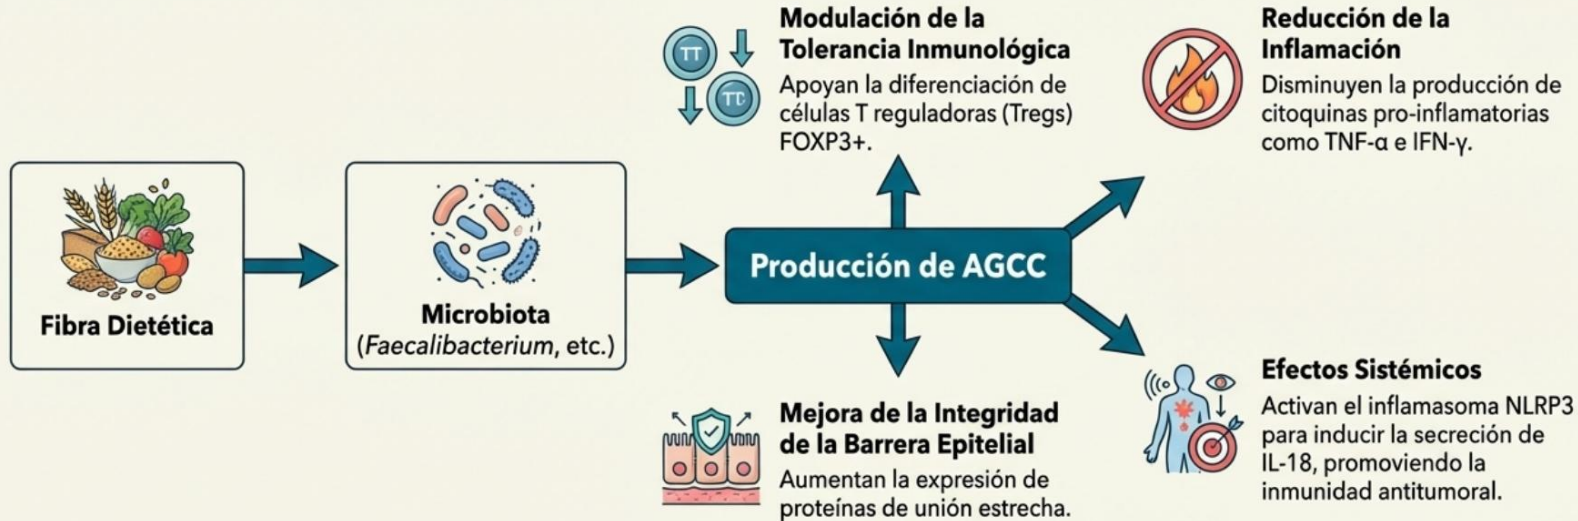 Fibra Dietética
Microbiota
(Faecalibacterium, etc.)
Producción de AGCC
TT
TC
Modulación de la
Tolerancia Inmunológica
Apoyan la diferenciación de
células T reguladoras (Tregs)
FOXP3+.
Reducción de la
Inflamación
Disminuyen la producción de
citoquinas pro-inflamatorias
como TNF-α e IFN-γ.
Mejora de la Integridad
de la Barrera Epitelial
Aumentan la expresión de
proteínas de unión estrecha.
Efectos Sistémicos
Activan el inflamasoma NLRP3
para inducir la secreción de
IL-18, promoviendo la
inmunidad antitumoral.